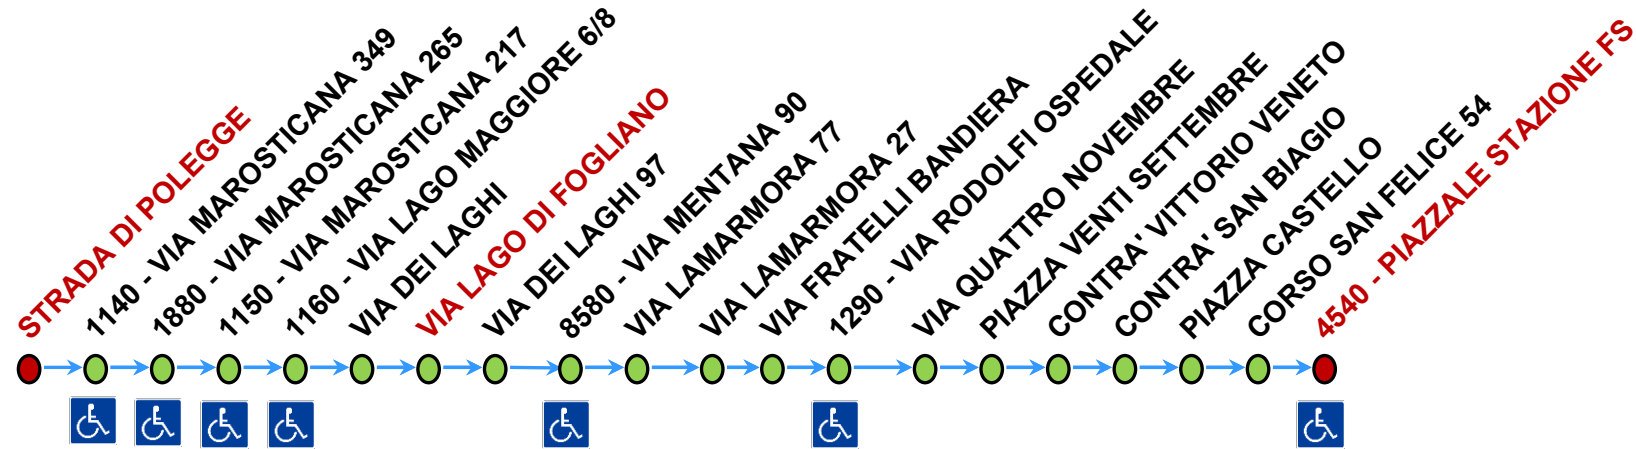 STRADA DI POLEGGE
1140 - VIA MAROSTICANA 349
1880 - VIA MAROSTICANA 265
1150 - VIA MAROSTICANA 217
1160 - VIA LAGO MAGGIORE 6/8
VIA DEI LAGHI
VIA LAGO DI FOGLIANO
VIA DEI LAGHI 97
8580 - VIA MENTANA 90
VIA LAMARMORA 77
VIA LAMARMORA 27
VIA FRATELLI BANDIERA
1290 - VIA RODOLFI OSPEDALE
VIA QUATTRO NOVEMBRE
PIAZZA VENTI SETTEMBRE
CONTRA' VITTORIO VENETO
CONTRA' SAN BIAGIO
PIAZZA CASTELLO
CORSO SAN FELICE 54
4540 - PIAZZALE STAZIONE FS